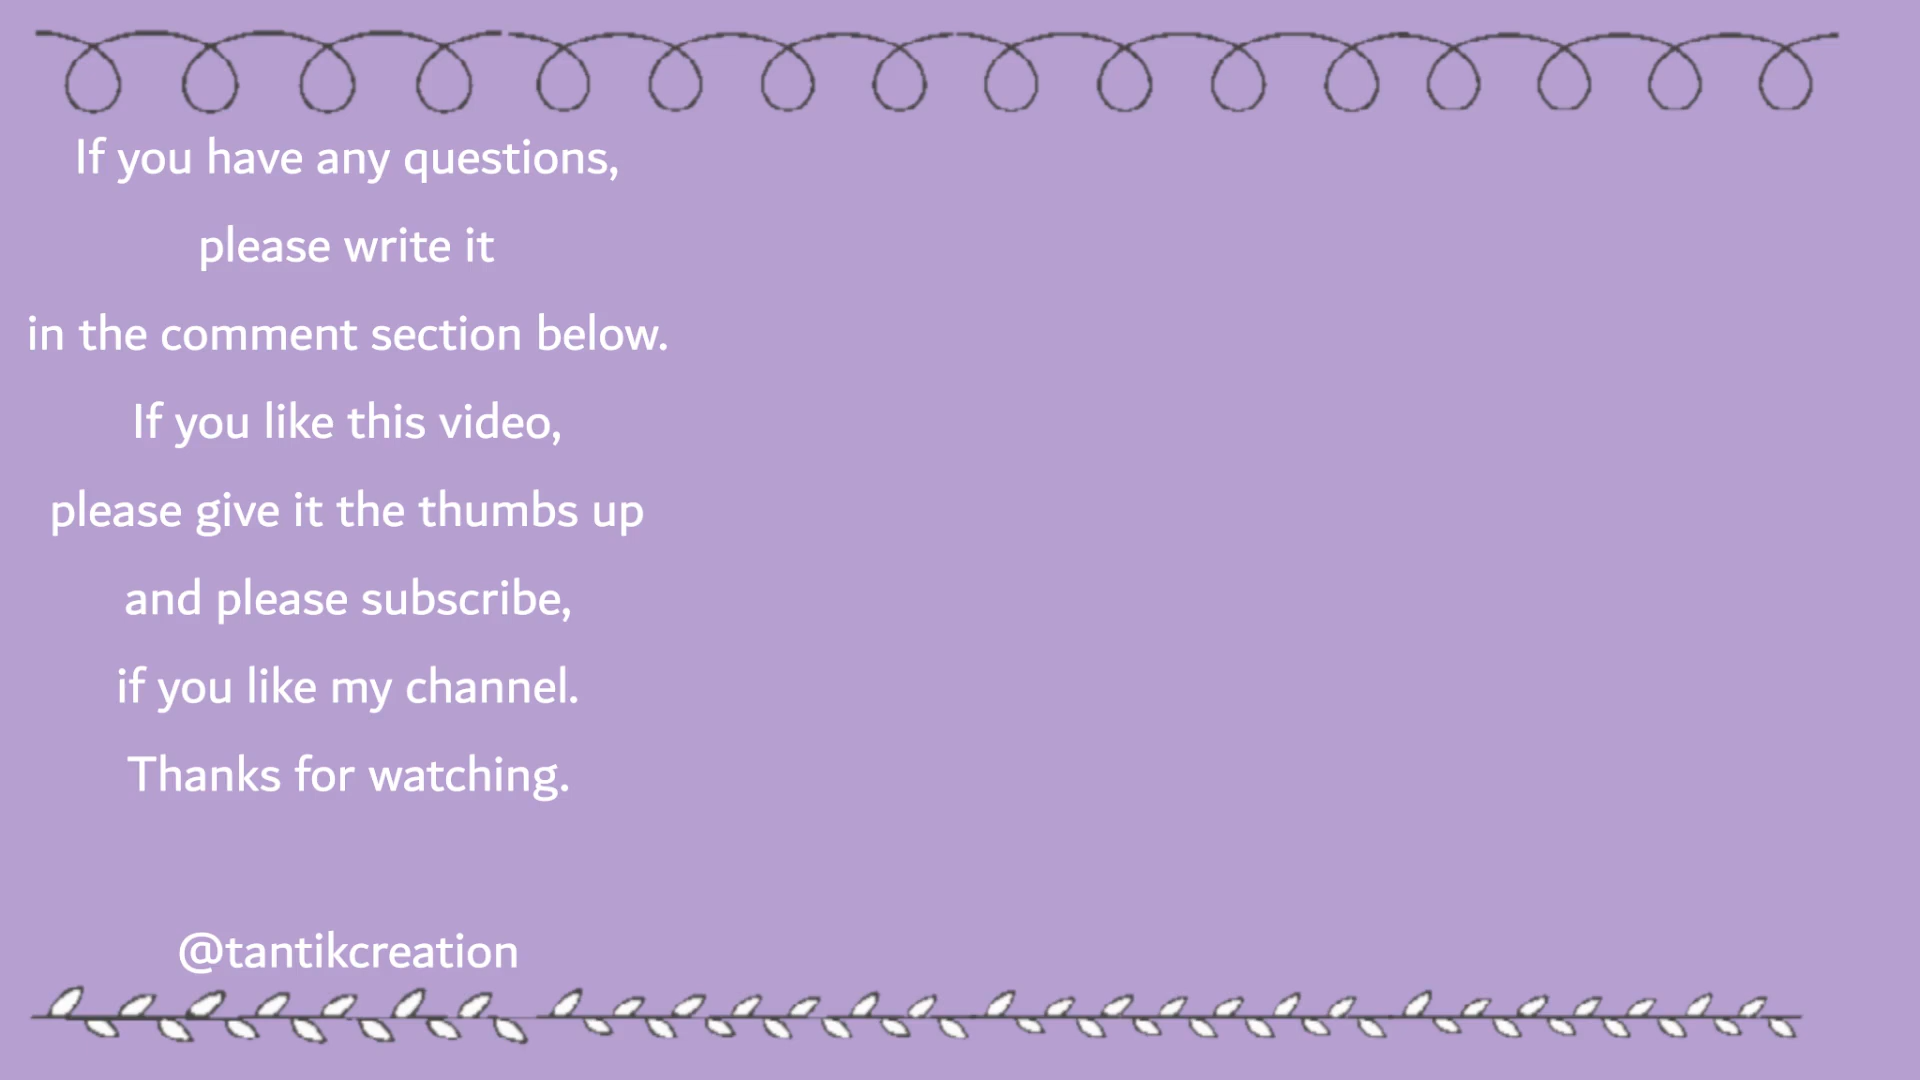 If you have any questions,
please write it
in the comment section below.
If you like this video,
please give it the thumbs up
and please subscribe,
if you like my channel.
Thanks for watching.
@tantikcreation